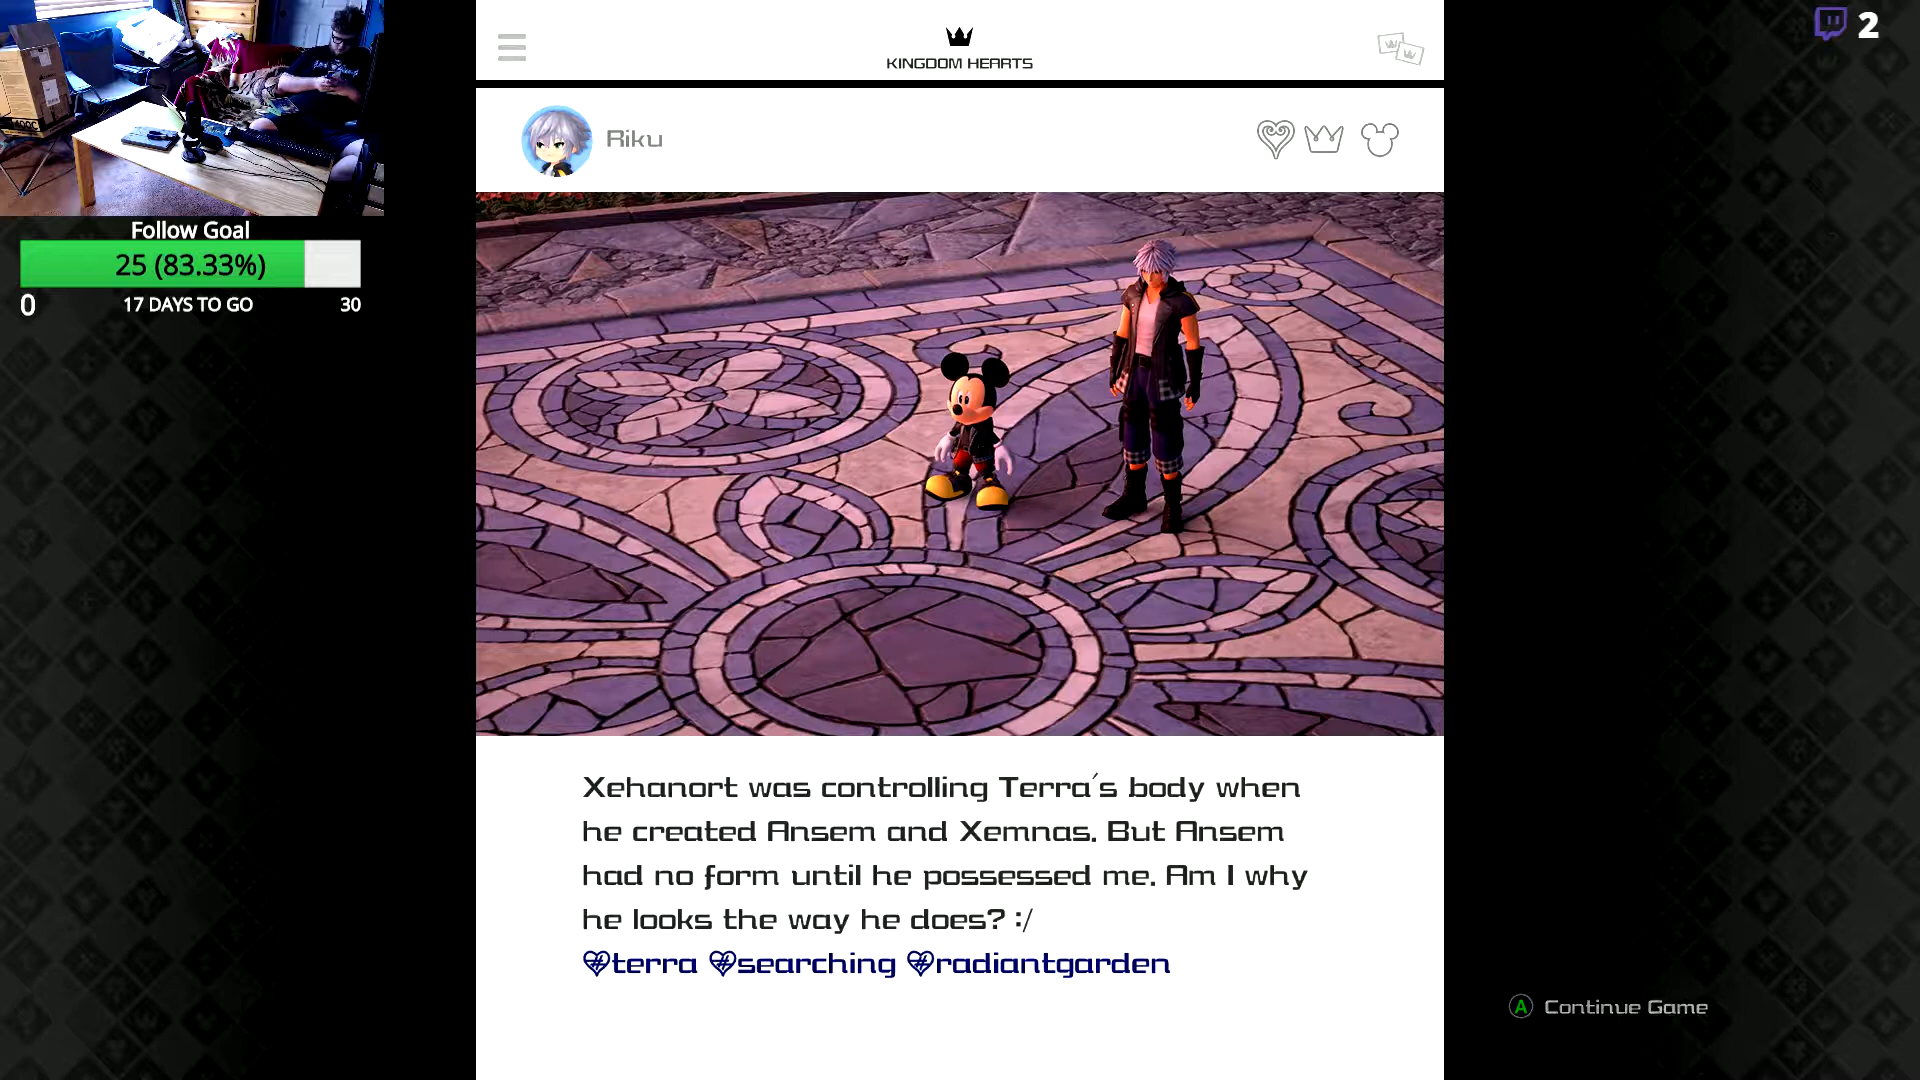 2
KINGDOM HEARTS
Riku
Follow Goal
25 (83.33%)
0 17 DAYS TO GO 30
Xehanort was controlling Terra's body when
he created Ansem and Xemnas. But Ansem
had no form until he possessed me. Am I why
he looks the way he does? :/
#terra #searching #radiantgarden
A Continue Game